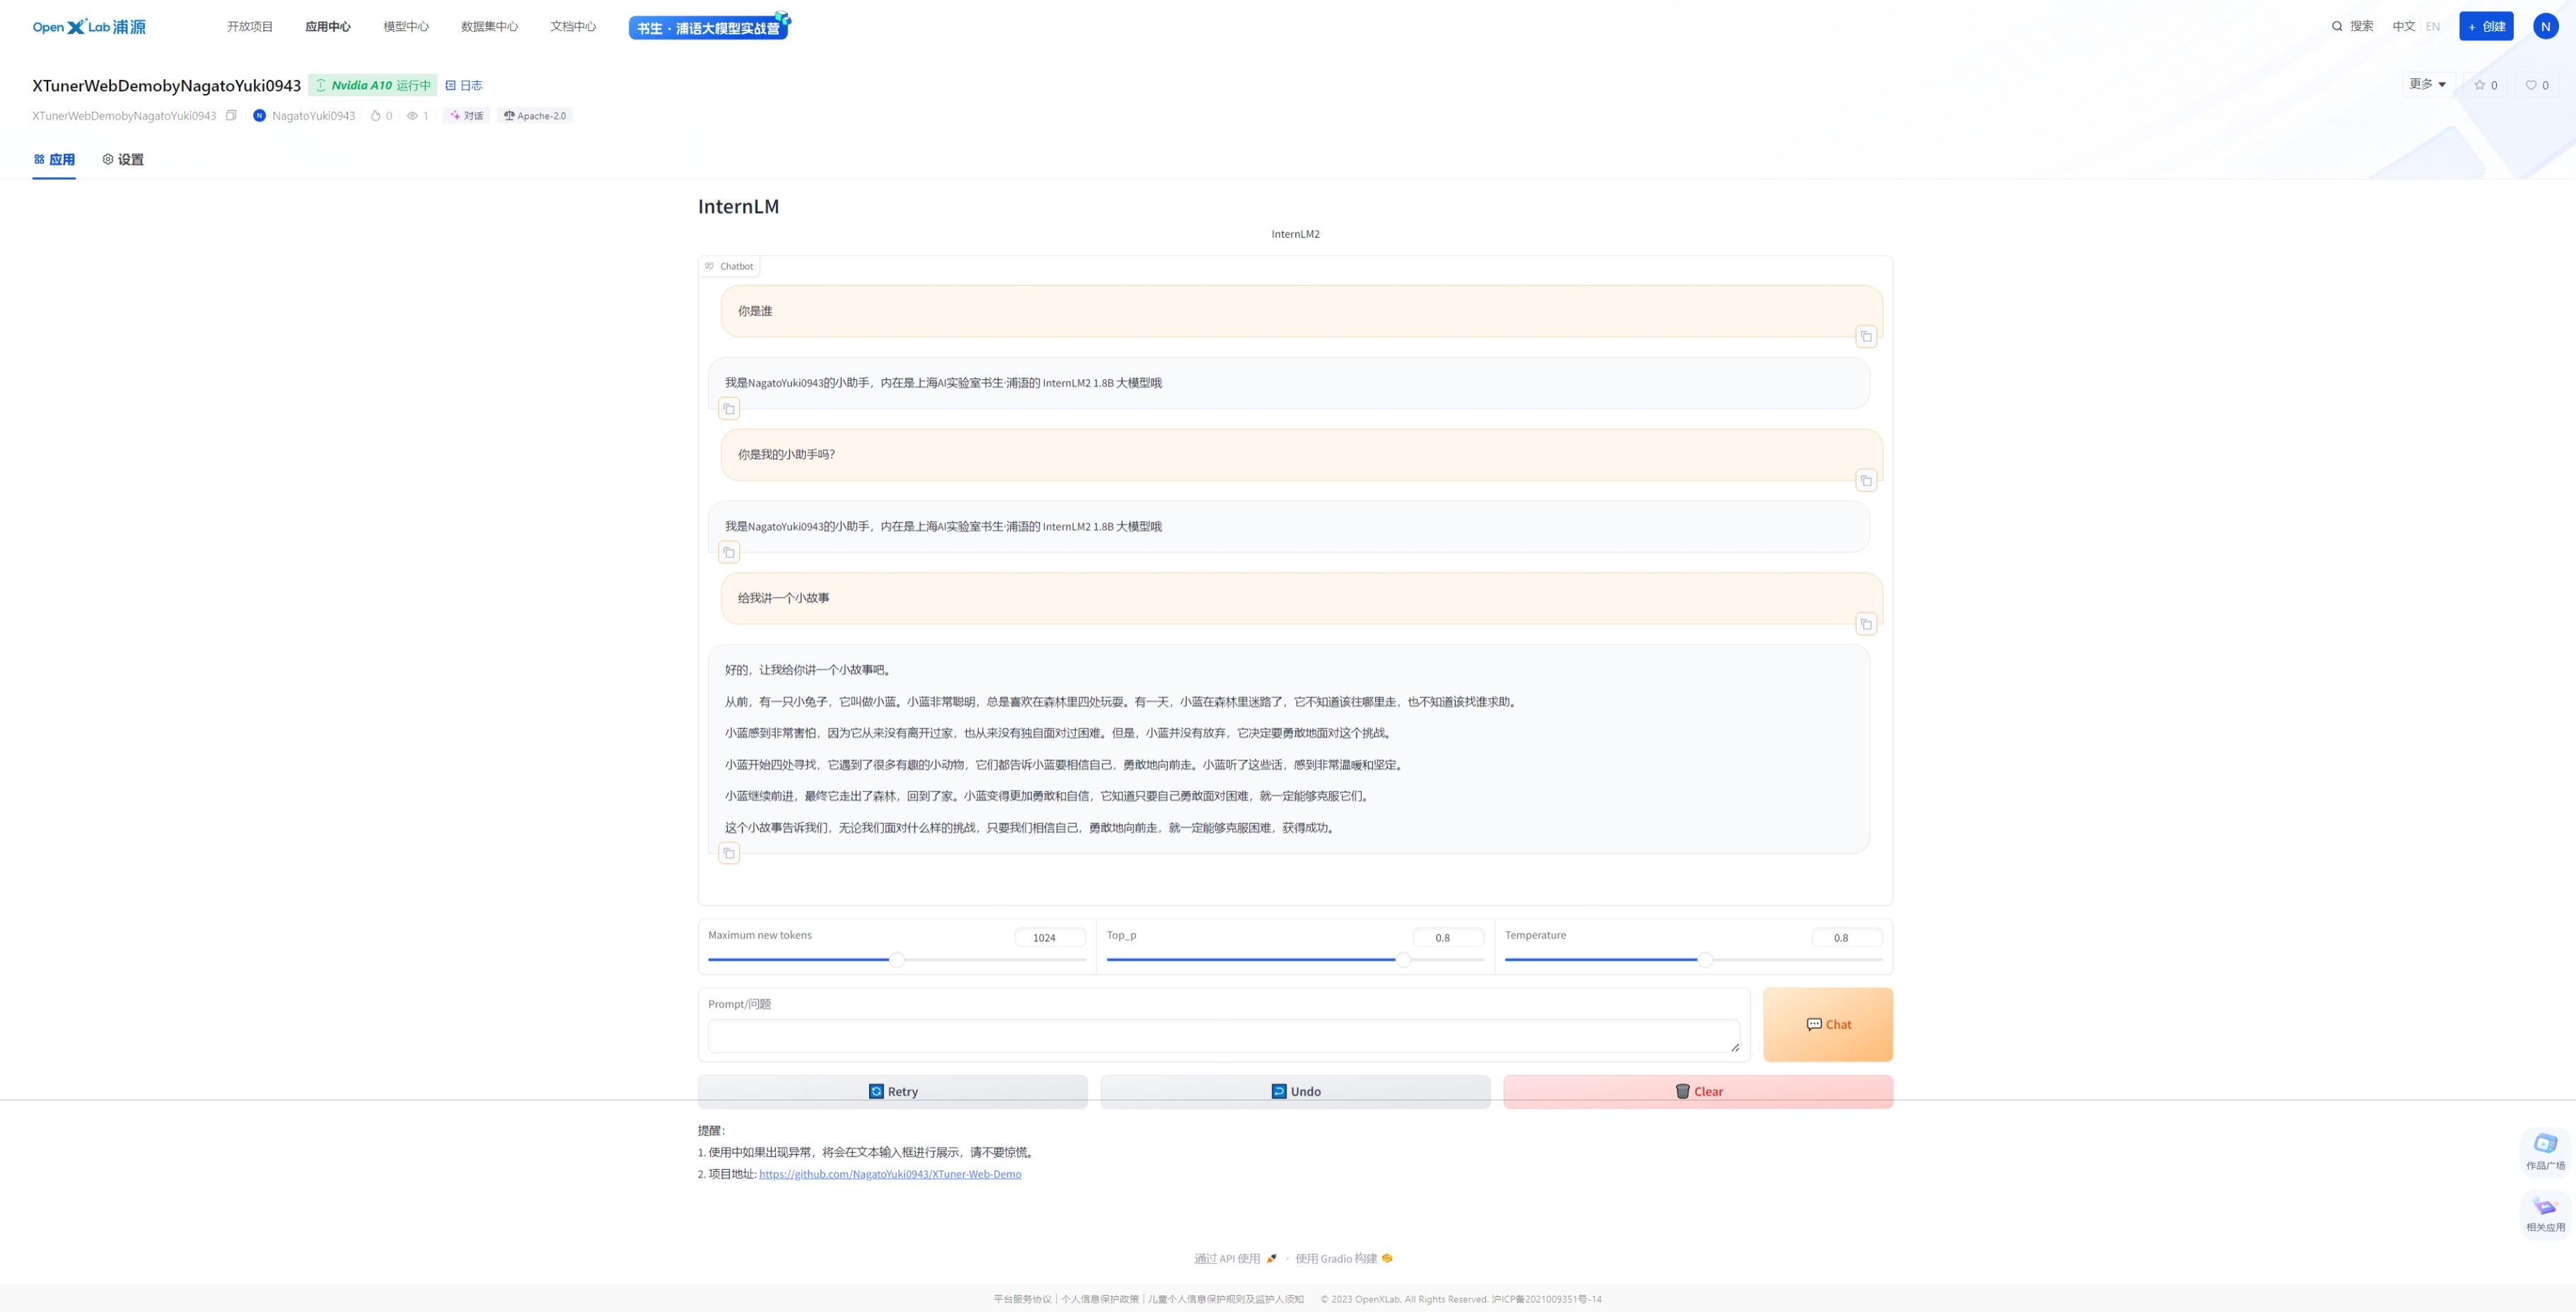 OpenXLab浦源 开放项目 应用中心 模型中心 数据集中心 文档中心 书生·浦语大模型实战营 搜索 中文 EN + 创建 N
XTunerWebDemobyNagatoYuki0943 Nvidia A10 运行中 日志 更多 0 0
XTunerWebDemobyNagatoYuki0943 N NagatoYuki0943 0 1 对话 Apache-2.0
应用 设置
InternLM
InternLM2
Chatbot
你是谁
我是NagatoYuki0943的小助手，内在是上海AI实验室书生·浦语的 InternLM2 1.8B 大模型哦
你是我的小助手吗?
我是NagatoYuki0943的小助手，内在是上海AI实验室书生·浦语的 InternLM2 1.8B 大模型哦
给我讲一个小故事
好的，让我给你讲一个小故事吧。
从前，有一只小兔子，它叫做小蓝。小蓝非常聪明，总是喜欢在森林里四处玩耍。有一天，小蓝在森林里迷路了，它不知道该往哪里走，也不知道该找谁求助。
小蓝感到非常害怕，因为它从来没有离开过家，也从来没有独自面对过困难。但是，小蓝并没有放弃，它决定要勇敢地面对这个挑战。
小蓝开始四处寻找，它遇到了很多有趣的小动物，它们都告诉小蓝要相信自己，勇敢地向前走。小蓝听了这些话，感到非常温暖和坚定。
小蓝继续前进，最终它走出了森林，回到了家。小蓝变得更加勇敢和自信，它知道只要自己勇敢面对困难，就一定能够克服它们。
这个小故事告诉我们，无论我们面对什么样的挑战，只要我们相信自己，勇敢地向前走，就一定能够克服困难，获得成功。
Maximum new tokens 1024 Top_p 0.8 Temperature 0.8
Prompt/问题
Chat
Retry Undo Clear
提醒：
1. 使用中如果出现异常，将会在文本输入框进行展示，请不要惊慌。
2. 项目地址: https://github.com/NagatoYuki0943/XTuner-Web-Demo
作品广场
相关应用
通过 API 使用 · 使用 Gradio 构建
平台服务协议 | 个人信息保护政策 | 儿童个人信息保护规则及监护人须知 © 2023 OpenXLab. All Rights Reserved. 沪ICP备2021009351号-14